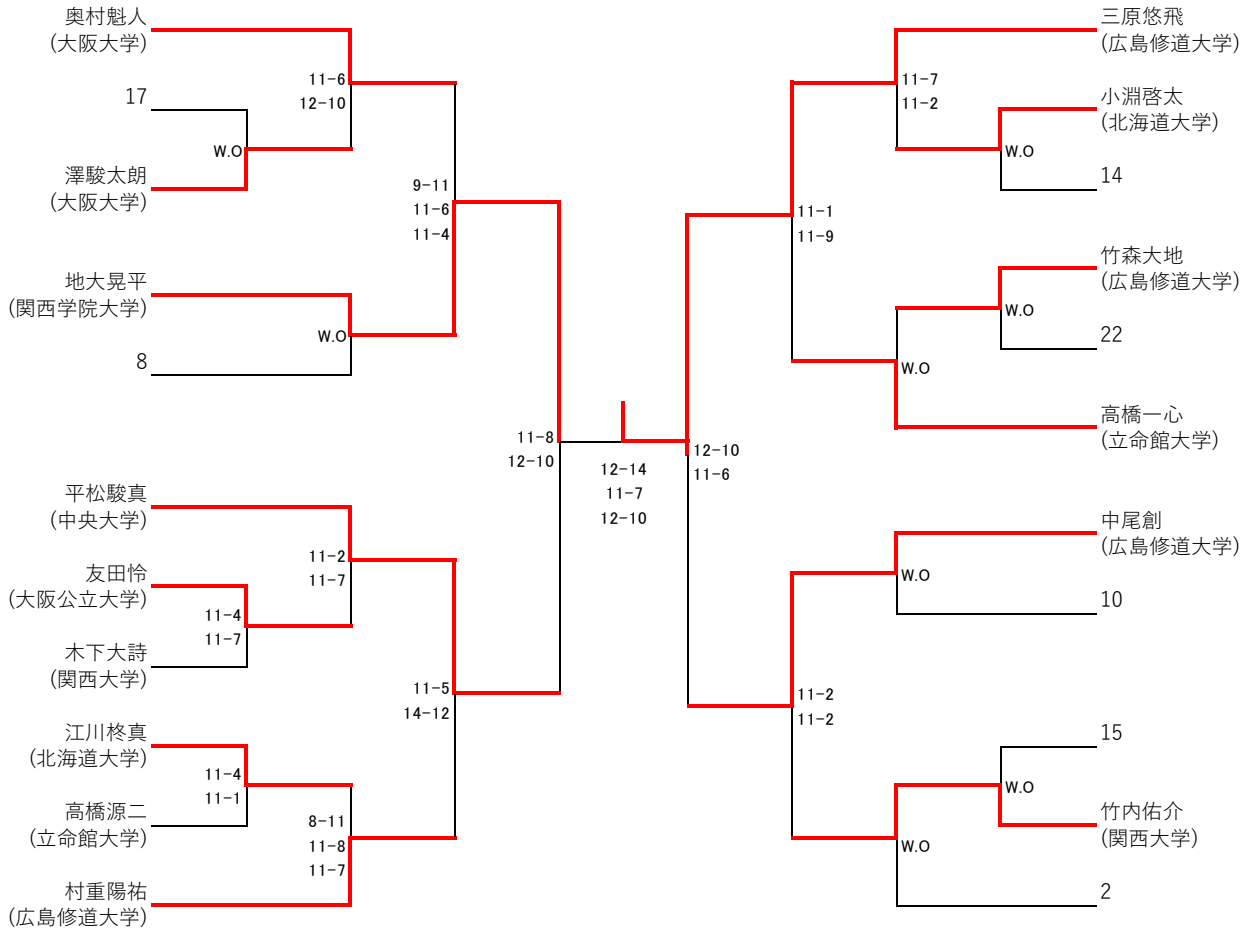 奥村魁人
(大阪大学)
11-6
12-10
17
W.O
澤駿太朗
(大阪大学)
9-11
11-6
11-4
地大晃平
(関西学院大学)
W.O
8
11-8
12-10
平松駿真
(中央大学)
11-2
11-7
友田怜
(大阪公立大学)
11-4
11-7
木下大詩
(関西大学)
11-5
14-12
江川柊真
(北海道大学)
11-4
11-1
高橋源二
(立命館大学)
8-11
11-8
11-7
村重陽祐
(広島修道大学)
12-14
11-7
12-10
三原悠飛
(広島修道大学)
11-7
11-2
小淵啓太
(北海道大学)
W.O
14
11-1
11-9
竹森大地
(広島修道大学)
W.O
22
W.O
高橋一心
(立命館大学)
12-10
11-6
中尾創
(広島修道大学)
W.O
10
11-2
11-2
15
W.O
竹内佑介
(関西大学)
W.O
2